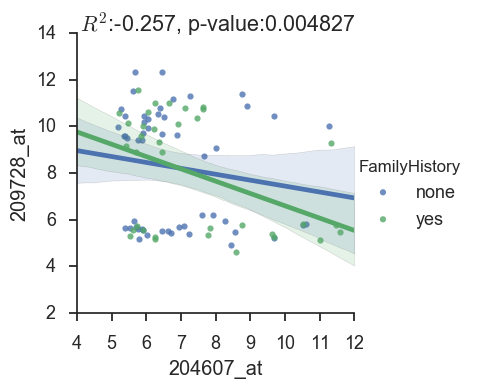 R²:-0.257, p-value:0.004827
14
12
10
8
6
4
2
209728_at
4 5 6 7 8 9 10 11 12
204607_at
FamilyHistory
none
yes